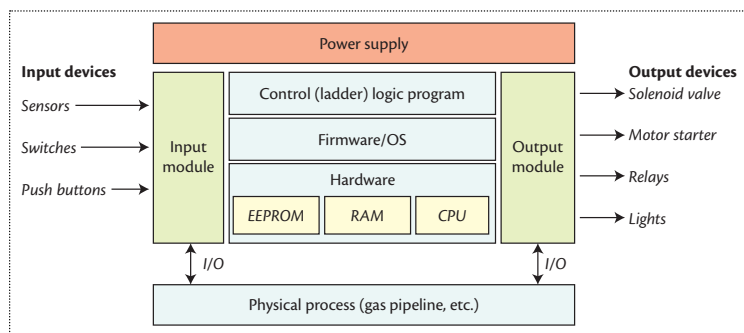 Power supply
Input devices
Sensors
Switches
Push buttons
Input
module
Control (ladder) logic program
Firmware/OS
Hardware
EEPROM
RAM
CPU
Output
module
Output devices
Solenoid valve
Motor starter
Relays
Lights
I/O
I/O
Physical process (gas pipeline, etc.)